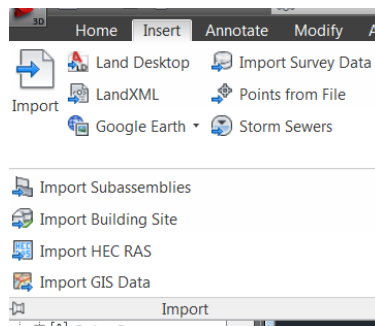 3D
Home Insert Annotate Modify A
Import
Land Desktop Import Survey Data
LandXML Points from File
Google Earth Storm Sewers
Import Subassemblies
Import Building Site
HEC Import HEC RAS
Import GIS Data
Import